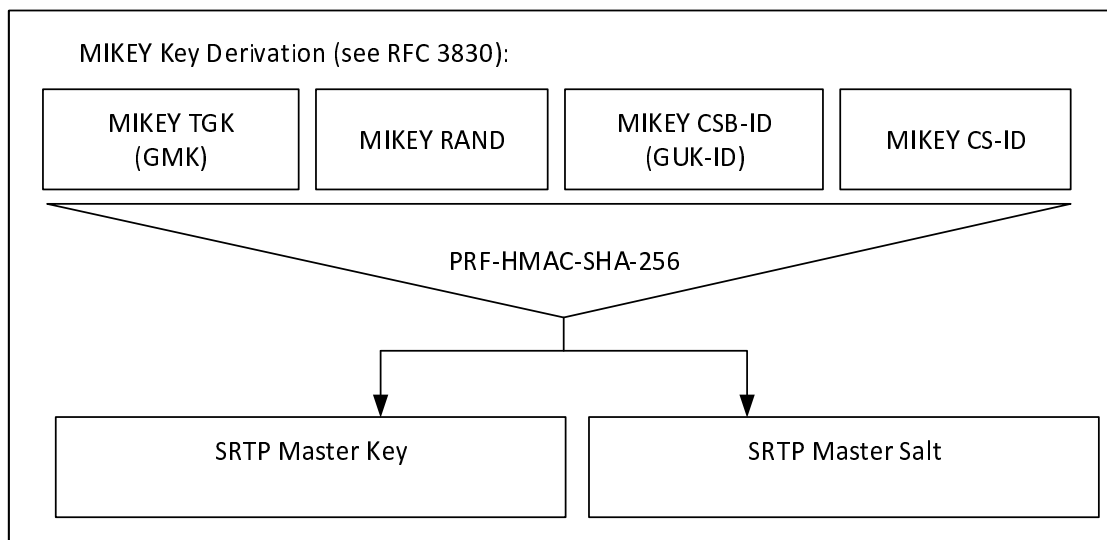 MIKEY Key Derivation (see RFC 3830):
MIKEY TGK
(GMK)
MIKEY RAND
MIKEY CSB-ID
(GUK-ID)
MIKEY CS-ID
PRF-HMAC-SHA-256
SRTP Master Key
SRTP Master Salt